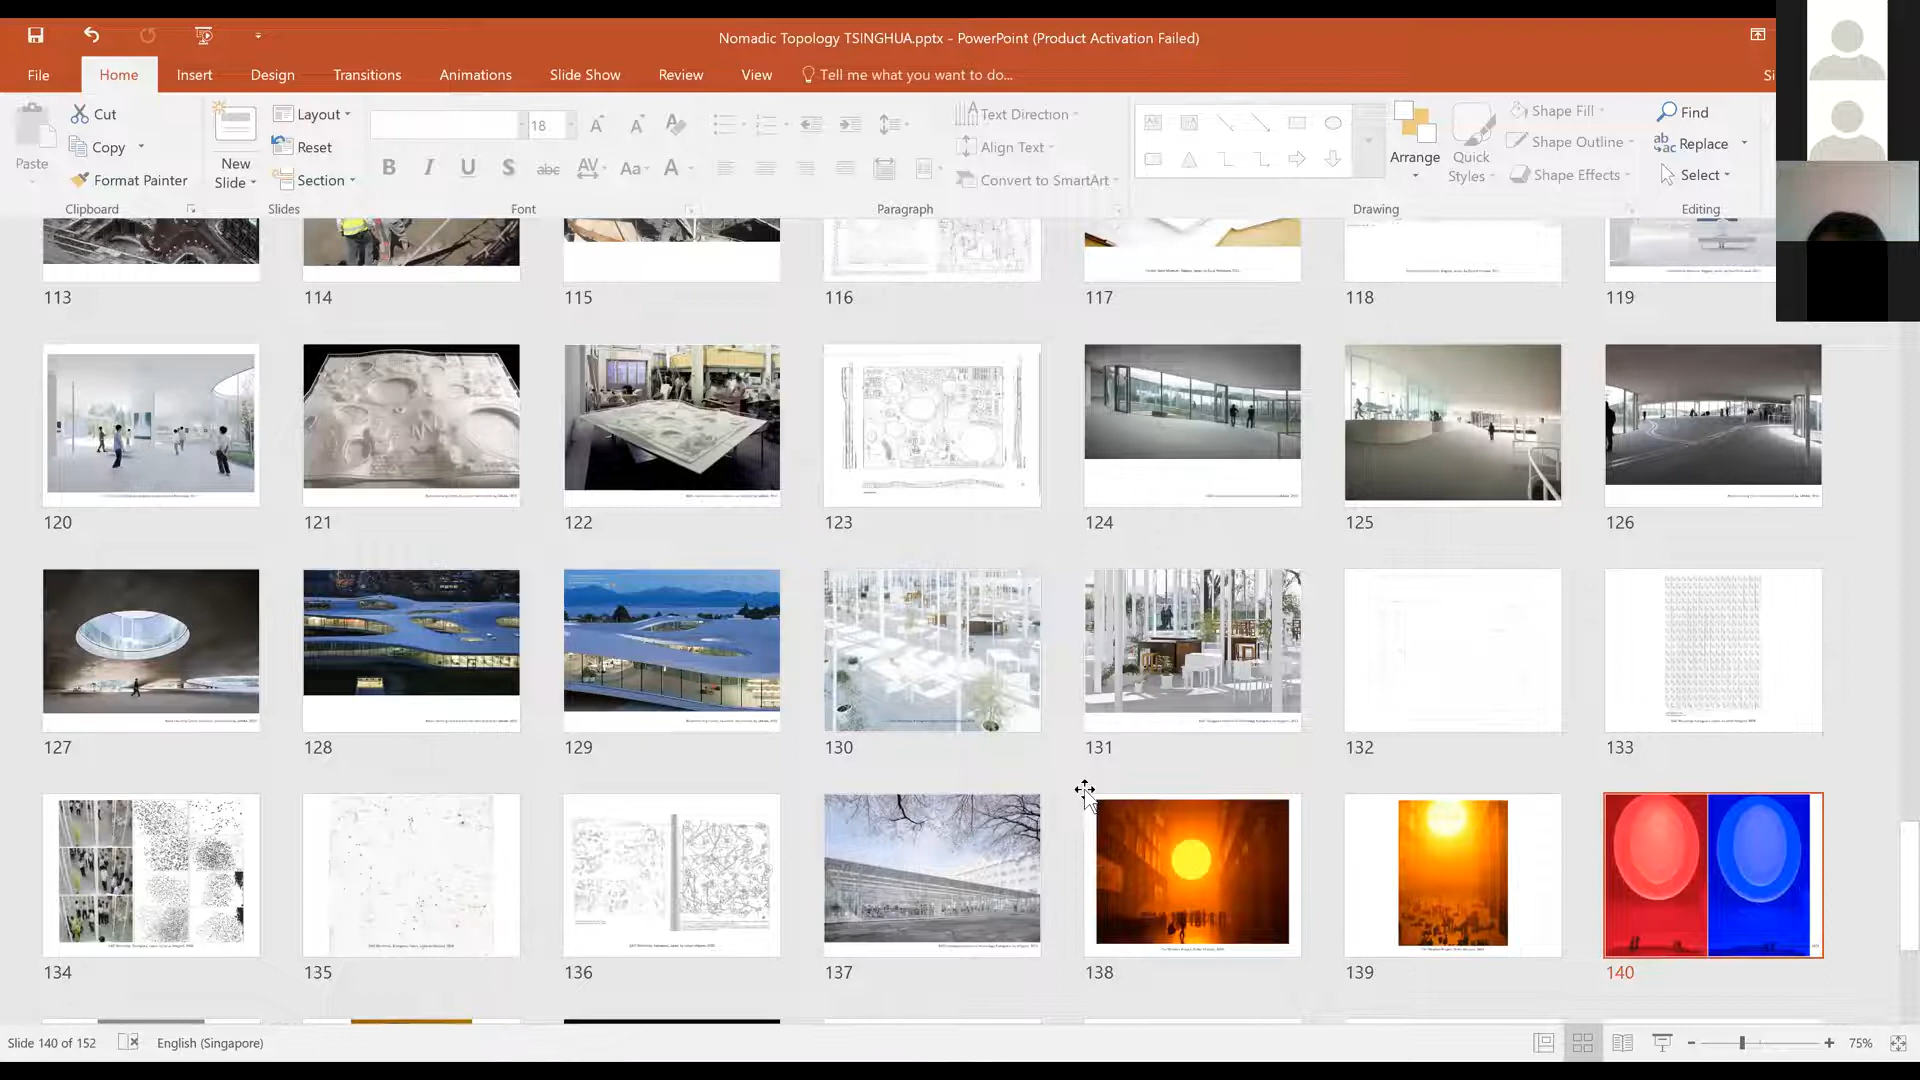 Nomadic Topology TSINGHUA.pptx - PowerPoint (Product Activation Failed)
File
Home
Insert
Design
Transitions
Animations
Slide Show
Review
View
Tell me what you want to do...
Si
Paste
Cut
Copy
Format Painter
Clipboard
New
Slide
Layout
Reset
Section
Slides
18
B I U S abc AV Aa A
Font
Text Direction
Align Text
Convert to SmartArt
Paragraph
Arrange
Quick
Styles
Shape Fill
Shape Outline
Shape Effects
Drawing
Find
Replace
Select
Editing
113
114
115
116
117
118
119
120
121
122
123
124
125
126
127
128
129
130
131
132
133
134
135
136
137
138
139
140
Slide 140 of 152
English (Singapore)
75%